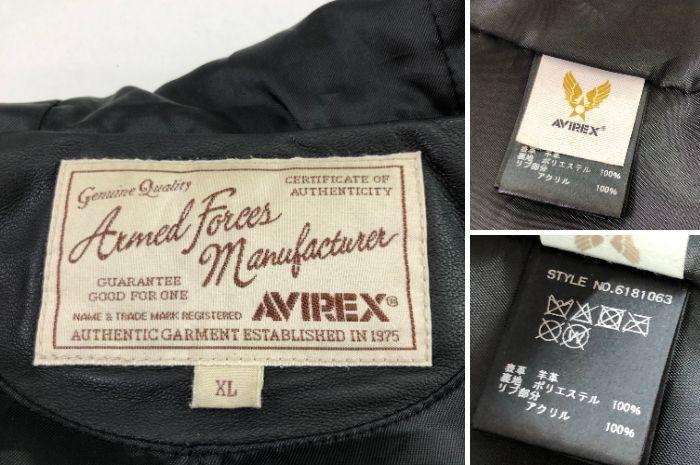 Genuine Quality
CERTIFICATE OF
AUTHENTICITY
Armed Forces
Manufacturer
GUARANTEE
GOOD FOR ONE
AVIREX®
NAME & TRADE MARK REGISTERED
AUTHENTIC GARMENT ESTABLISHED IN 1975
XL
AVIREX®
表革 羊革
裏地 ポリエステル 100%
リブ部分
アクリル 100%
STYLE NO.6181063
表革 羊革
裏地 ポリエステル 100%
リブ部分
アクリル 100%